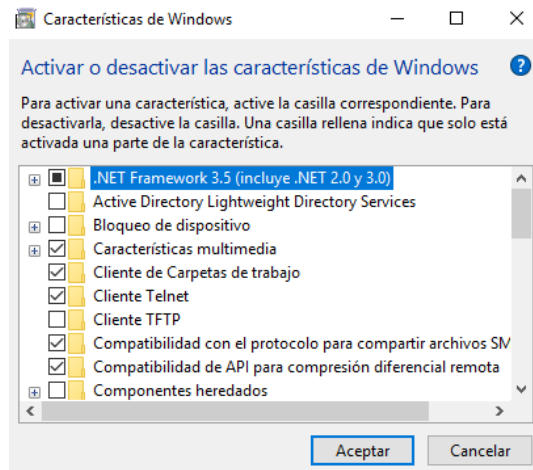 Características de Windows
Activar o desactivar las características de Windows
Para activar una característica, active la casilla correspondiente. Para
desactivarla, desactive la casilla. Una casilla rellena indica que solo está
activada una parte de la característica.
.NET Framework 3.5 (incluye .NET 2.0 y 3.0)
Active Directory Lightweight Directory Services
Bloqueo de dispositivo
Características multimedia
Cliente de Carpetas de trabajo
Cliente Telnet
Cliente TFTP
Compatibilidad con el protocolo para compartir archivos SM
Compatibilidad de API para compresión diferencial remota
Componentes heredados
Aceptar Cancelar